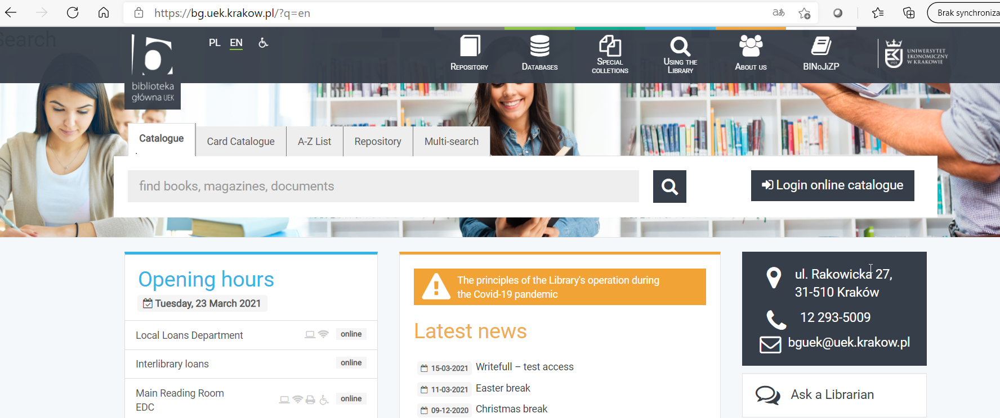 https://bg.uek.krakow.pl/?q=en
Brak synchroniza
Search
PL EN
biblioteka
główna UEK
Repository
Databases
Special
colletions
Using the
Library
About us
BINoJiZP
UNIWERSYTET
EKONOMICZNY
W KRAKOWIE
Catalogue
Card Catalogue
A-Z List
Repository
Multi-search
find books, magazines, documents
Login online catalogue
Opening hours
Tuesday, 23 March 2021
Local Loans Department online
Interlibrary loans online
Main Reading Room
EDC online
The principles of the Library's operation during
the Covid-19 pandemic
Latest news
15-03-2021 Writefull – test access
11-03-2021 Easter break
09-12-2020 Christmas break
ul. Rakowicka 27,
31-510 Kraków
12 293-5009
bguek@uek.krakow.pl
Ask a Librarian